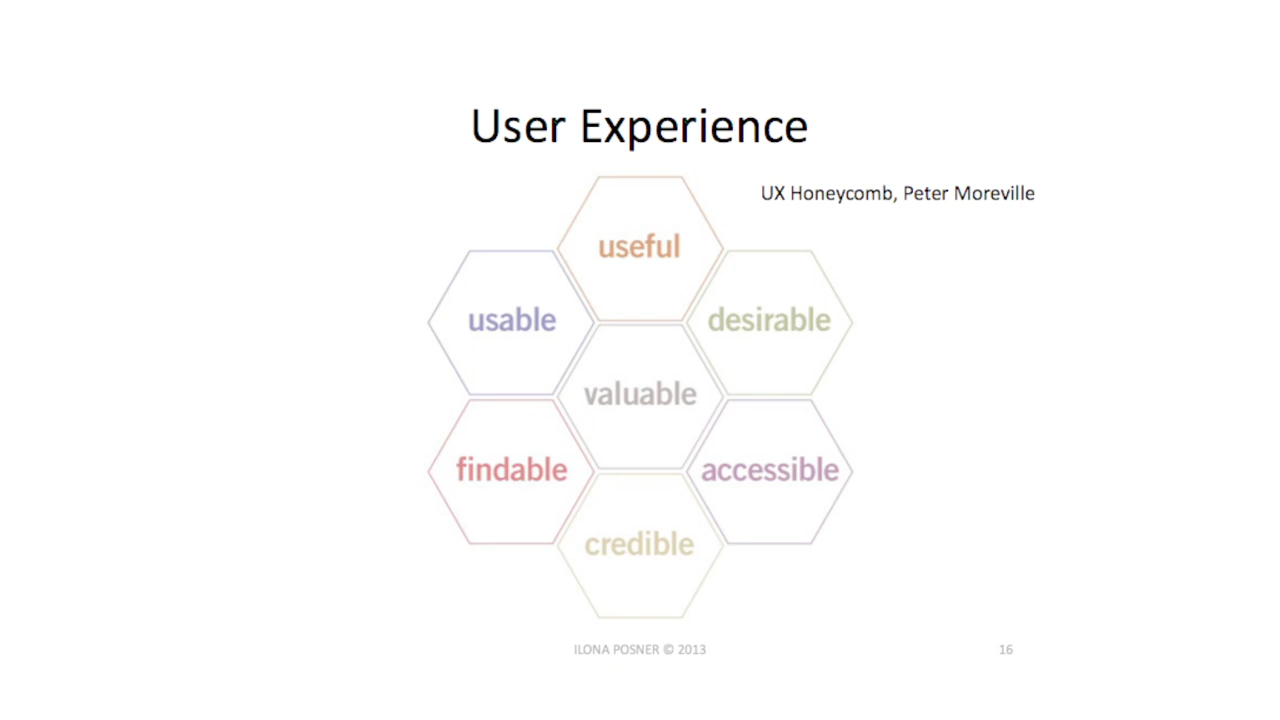 User Experience
UX Honeycomb, Peter Moreville
useful
usable
desirable
valuable
findable
accessible
credible
ILONA POSNER © 2013
16